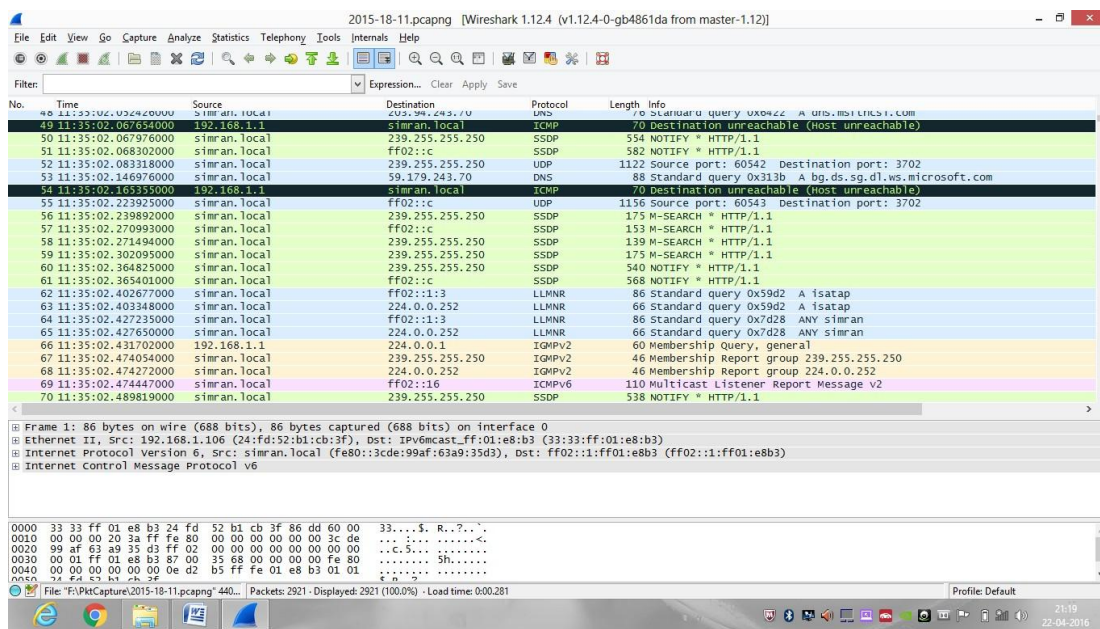 2015-18-11.pcapng [Wireshark 1.12.4 (v1.12.4-0-gb4861da from master-1.12)]
File Edit View Go Capture Analyze Statistics Telephony Tools Internals Help
Filter: Expression... Clear Apply Save
No. Time Source Destination Protocol Length Info
48 11:35:02.052426000 simran.local 203.94.243.70 DNS 76 Standard query 0x6422 A dns.msftncsi.com
49 11:35:02.067654000 192.168.1.1 simran.local ICMP 70 Destination unreachable (Host unreachable)
50 11:35:02.067976000 simran.local 239.255.255.250 SSDP 554 NOTIFY * HTTP/1.1
51 11:35:02.068302000 simran.local ff02::c SSDP 582 NOTIFY * HTTP/1.1
52 11:35:02.083318000 simran.local 239.255.255.250 UDP 1122 Source port: 60542 Destination port: 3702
53 11:35:02.146976000 simran.local 59.179.243.70 DNS 88 Standard query 0x313b A bg.ds.sg.dl.ws.microsoft.com
54 11:35:02.165355000 192.168.1.1 simran.local ICMP 70 Destination unreachable (Host unreachable)
55 11:35:02.223925000 simran.local ff02::c UDP 1156 Source port: 60543 Destination port: 3702
56 11:35:02.239892000 simran.local 239.255.255.250 SSDP 175 M-SEARCH * HTTP/1.1
57 11:35:02.270993000 simran.local ff02::c SSDP 153 M-SEARCH * HTTP/1.1
58 11:35:02.271494000 simran.local 239.255.255.250 SSDP 139 M-SEARCH * HTTP/1.1
59 11:35:02.302095000 simran.local 239.255.255.250 SSDP 175 M-SEARCH * HTTP/1.1
60 11:35:02.364825000 simran.local 239.255.255.250 SSDP 540 NOTIFY * HTTP/1.1
61 11:35:02.365401000 simran.local ff02::c SSDP 568 NOTIFY * HTTP/1.1
62 11:35:02.402677000 simran.local ff02::1:3 LLMNR 86 Standard query 0x59d2 A isatap
63 11:35:02.403348000 simran.local 224.0.0.252 LLMNR 66 Standard query 0x59d2 A isatap
64 11:35:02.427235000 simran.local ff02::1:3 LLMNR 86 Standard query 0x7d28 ANY simran
65 11:35:02.427650000 simran.local 224.0.0.252 LLMNR 66 Standard query 0x7d28 ANY simran
66 11:35:02.431702000 192.168.1.1 224.0.0.1 IGMPv2 60 Membership Query, general
67 11:35:02.474054000 simran.local 239.255.255.250 IGMPv2 46 Membership Report group 239.255.255.250
68 11:35:02.474272000 simran.local 224.0.0.252 IGMPv2 46 Membership Report group 224.0.0.252
69 11:35:02.474447000 simran.local ff02::16 ICMPv6 110 Multicast Listener Report Message v2
70 11:35:02.489819000 simran.local 239.255.255.250 SSDP 538 NOTIFY * HTTP/1.1
Frame 1: 86 bytes on wire (688 bits), 86 bytes captured (688 bits) on interface 0
Ethernet II, Src: 192.168.1.106 (24:fd:52:b1:cb:3f), Dst: IPv6mcast_ff:01:e8:b3 (33:33:ff:01:e8:b3)
Internet Protocol Version 6, Src: simran.local (fe80::3cde:99af:63a9:35d3), Dst: ff02::1:ff01:e8b3 (ff02::1:ff01:e8b3)
Internet Control Message Protocol v6
0000 33 33 ff 01 e8 b3 24 fd 52 b1 cb 3f 86 dd 60 00 33....$. R..?..`.
0010 00 00 00 20 3a ff fe 80 00 00 00 00 00 00 3c de ... :... ......<.
0020 99 af 63 a9 35 d3 ff 02 00 00 00 00 00 00 00 00 ..c.5... ........
0030 00 01 ff 01 e8 b3 87 00 35 68 00 00 00 00 fe 80 ........ 5h......
0040 00 00 00 00 00 00 0e d2 b5 ff fe 01 e8 b3 01 01 ........ ........
0050 24 fd 52 b1 cb 3f $.R..?
File: "F:\PktCapture\2015-18-11.pcapng" 440... Packets: 2921 · Displayed: 2921 (100.0%) · Load time: 0:00.281 Profile: Default
21:19
22-04-2016